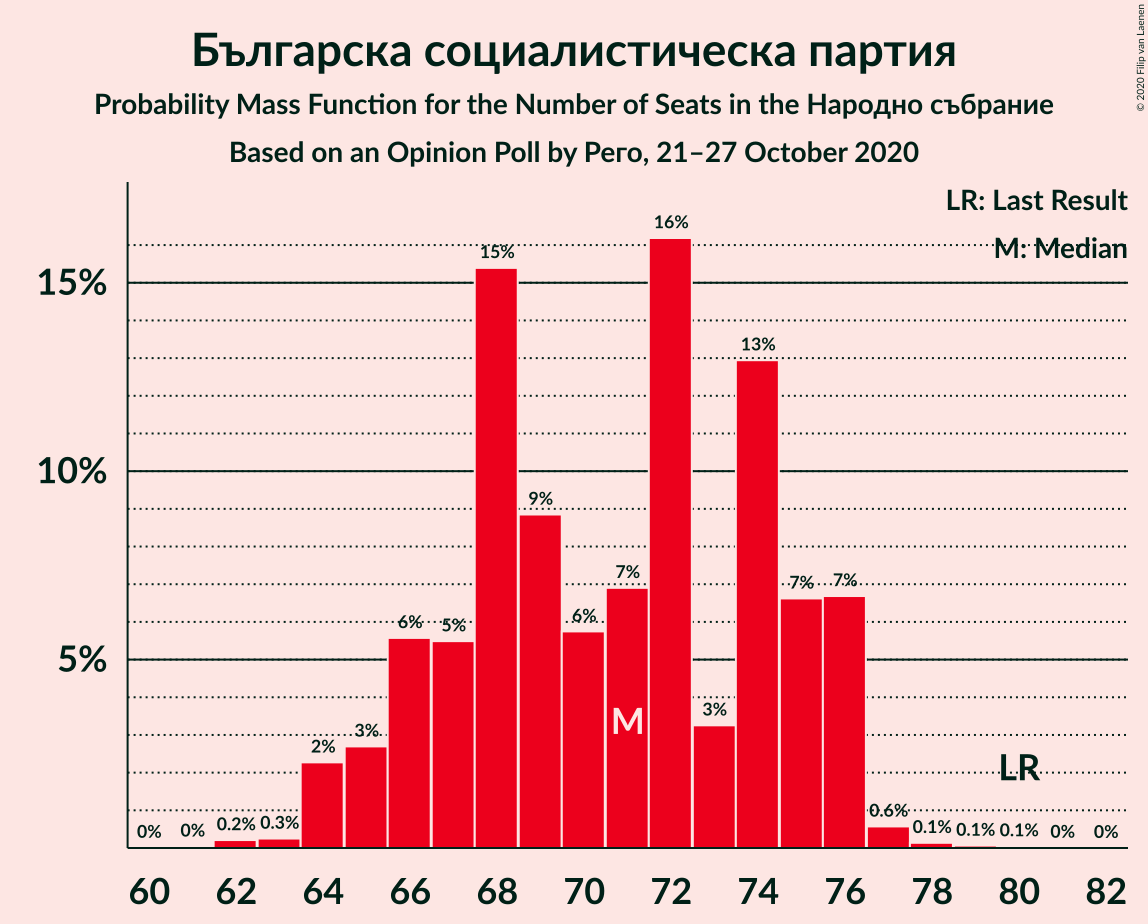 Българска социалистическа партия
Probability Mass Function for the Number of Seats in the Народно събрание
Based on an Opinion Poll by Pero, 21–27 October 2020
© 2020 Filip van Laenen
LR: Last Result
M: Median
15%
10%
5%
0%
0%
0.2%
0.3%
2%
3%
6%
5%
15%
9%
6%
7%
16%
3%
13%
7%
7%
0.6%
0.1%
0.1%
0.1%
0%
0%
M
LR
60 62 64 66 68 70 72 74 76 78 80 82